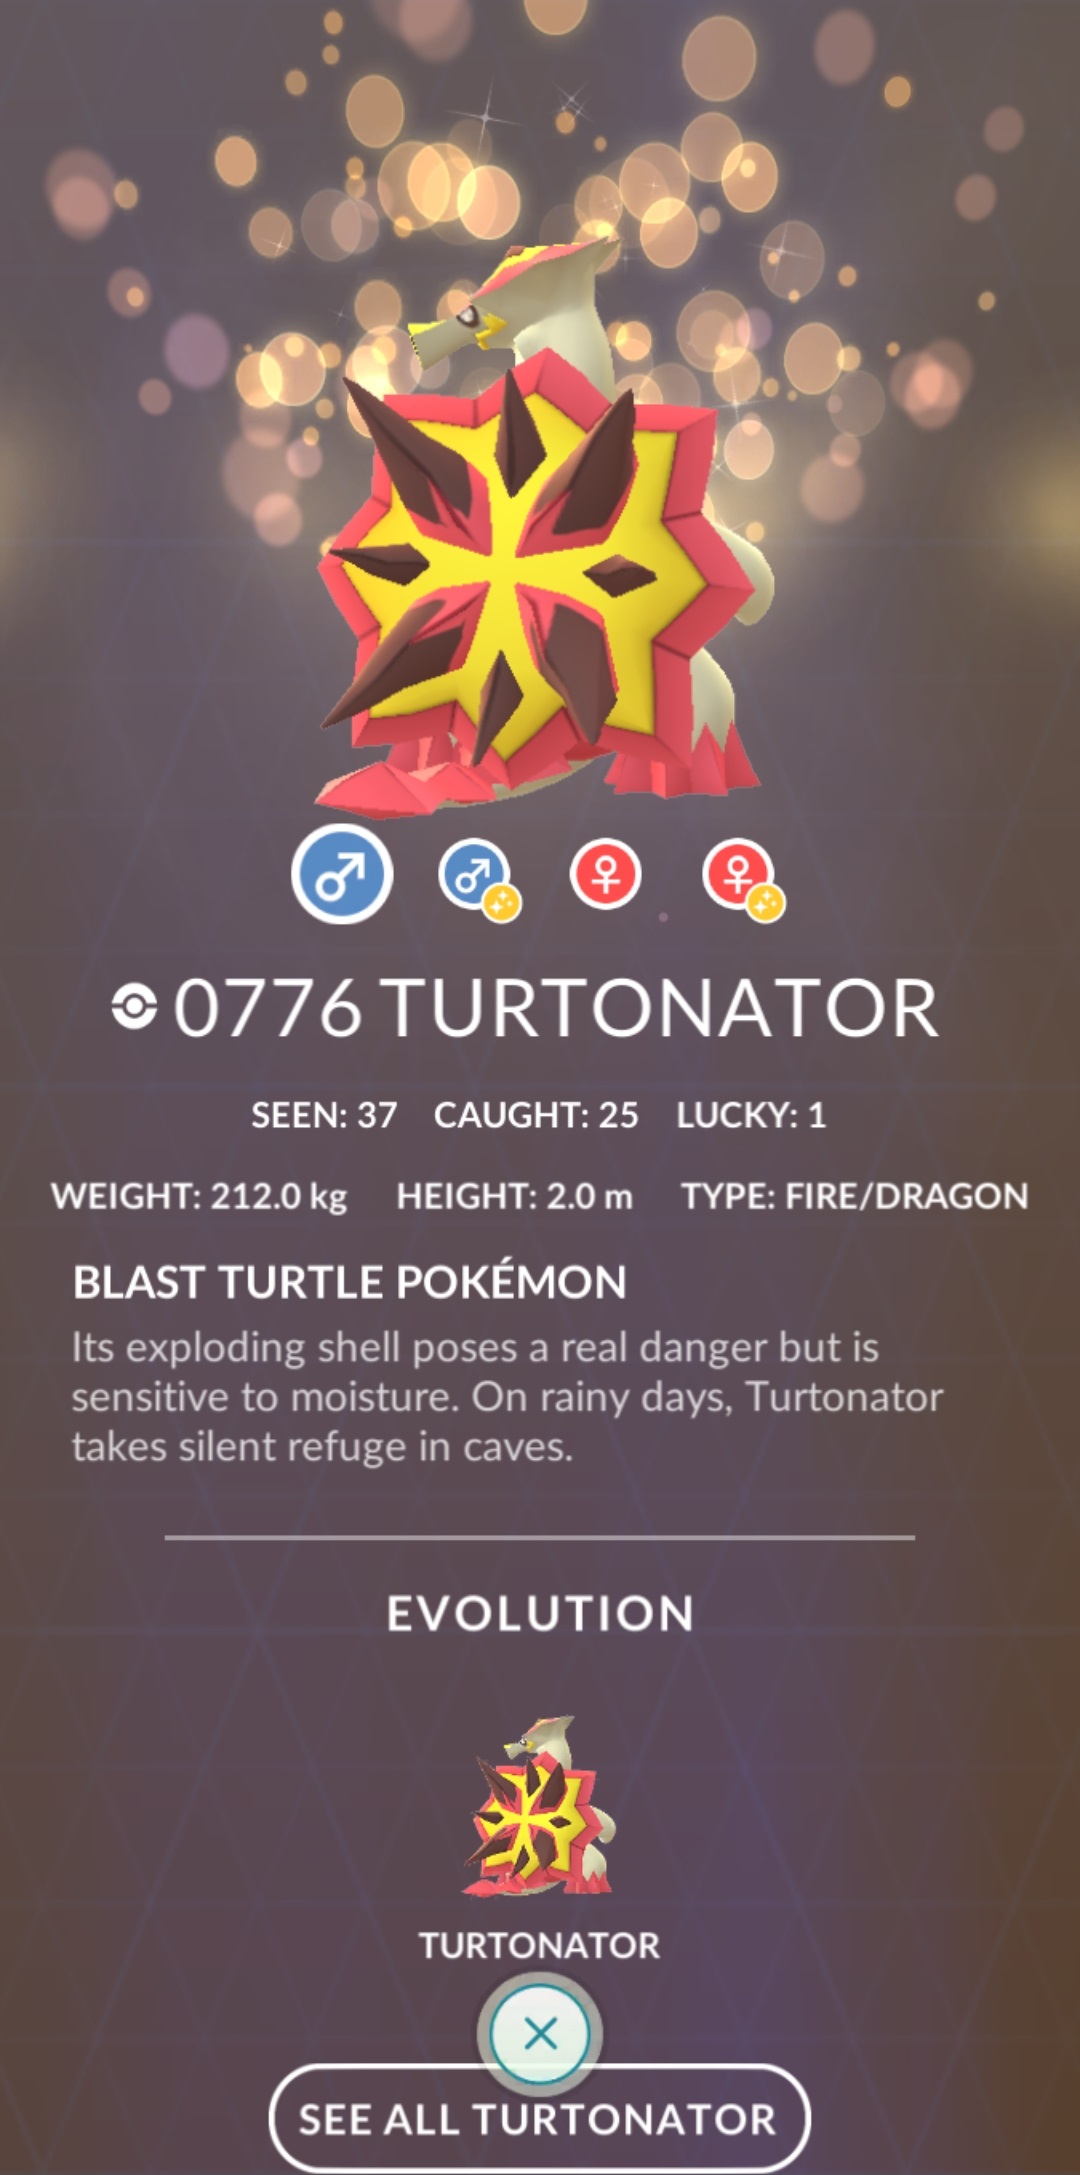 0776 TURTONATOR
SEEN: 37 CAUGHT: 25 LUCKY: 1
WEIGHT: 212.0 kg HEIGHT: 2.0 m TYPE: FIRE/DRAGON
BLAST TURTLE POKÉMON
Its exploding shell poses a real danger but is
sensitive to moisture. On rainy days, Turtonator
takes silent refuge in caves.
EVOLUTION
TURTONATOR
SEE ALL TURTONATOR